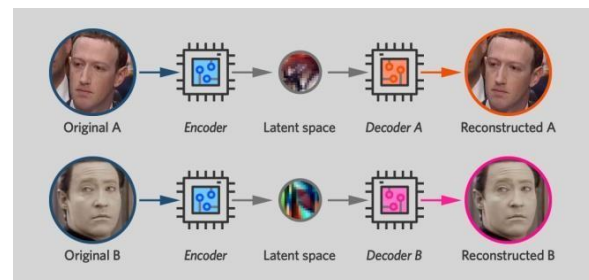 Original A Encoder Latent space Decoder A Reconstructed A
Original B Encoder Latent space Decoder B Reconstructed B